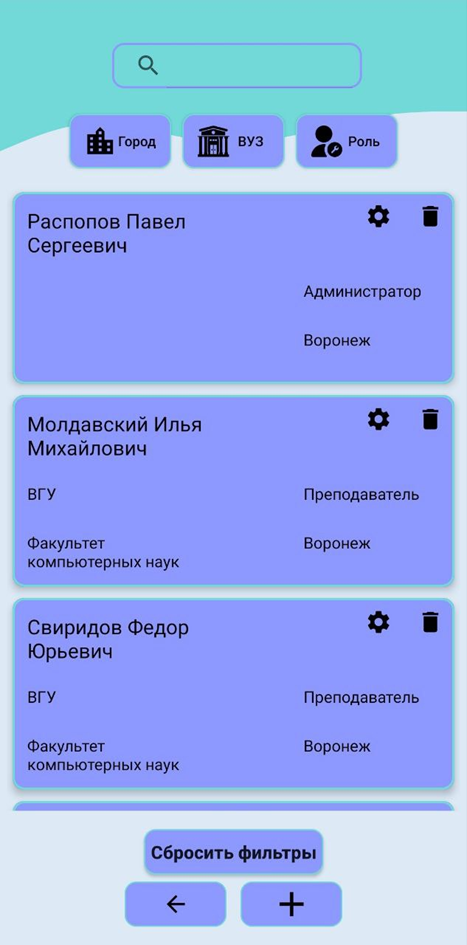 Город
ВУЗ
Роль
Распопов Павел
Сергеевич
Администратор
Воронеж
Молдавский Илья
Михайлович
ВГУ
Преподаватель
Факультет
компьютерных наук
Воронеж
Свиридов Федор
Юрьевич
ВГУ
Преподаватель
Факультет
компьютерных наук
Воронеж
Сбросить фильтры